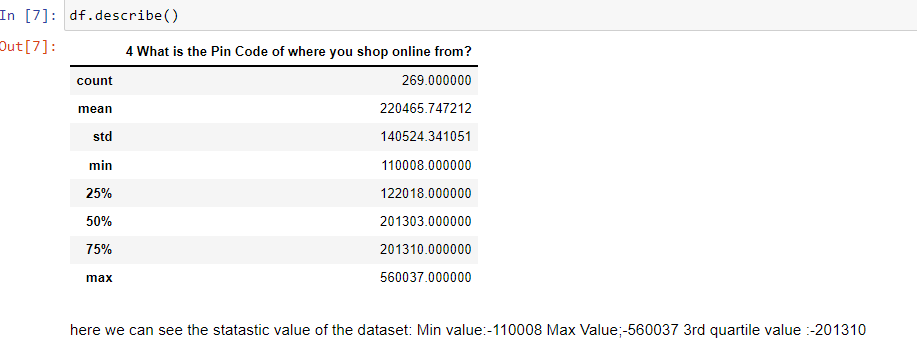 In [7]: df.describe()
Out[7]:
4 What is the Pin Code of where you shop online from?
count 269.000000
mean 220465.747212
std 140524.341051
min 110008.000000
25% 122018.000000
50% 201303.000000
75% 201310.000000
max 560037.000000
here we can see the statastic value of the dataset: Min value:-110008 Max Value;-560037 3rd quartile value :-201310